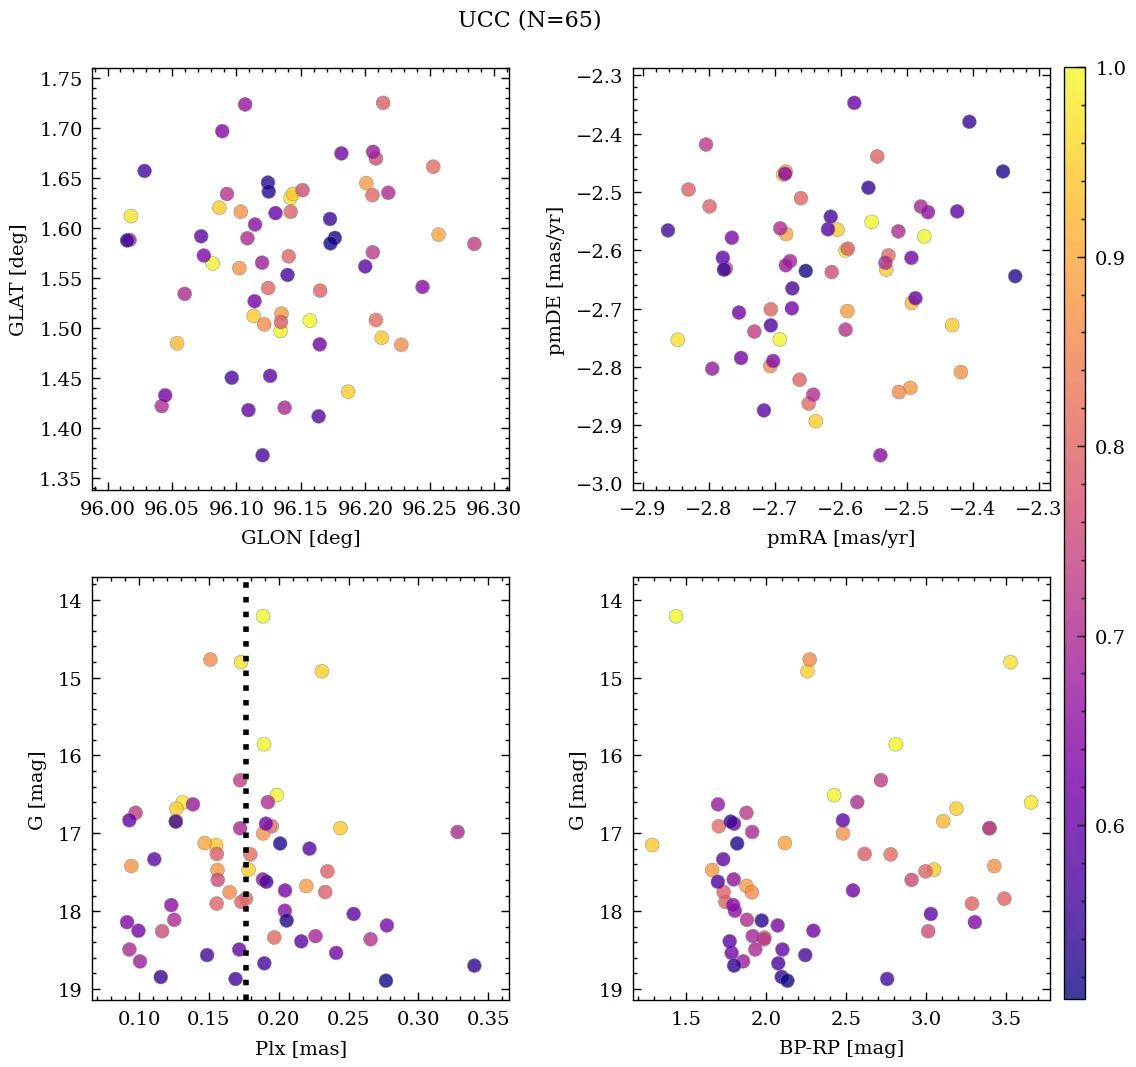 UCC (N=65)
1.75
1.70
1.65
1.60
1.55
1.50
1.45
1.40
1.35
GLAT [deg]
96.00 96.05 96.10 96.15 96.20 96.25 96.30
GLON [deg]
−2.3
−2.4
−2.5
−2.6
−2.7
−2.8
−2.9
−3.0
pmDE [mas/yr]
−2.9 −2.8 −2.7 −2.6 −2.5 −2.4 −2.3
pmRA [mas/yr]
14
15
16
17
18
19
G [mag]
0.10 0.15 0.20 0.25 0.30 0.35
Plx [mas]
14
15
16
17
18
19
G [mag]
1.5 2.0 2.5 3.0 3.5
BP-RP [mag]
1.0
0.9
0.8
0.7
0.6